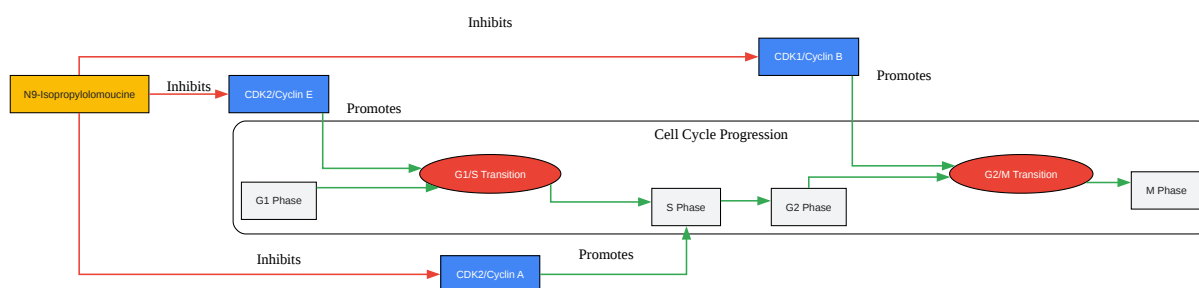 Inhibits
CDK1/Cyclin B
Promotes
N9-Isopropylolomoucine
Inhibits
CDK2/Cyclin E
Promotes
Cell Cycle Progression
G1/S Transition
G2/M Transition
G1 Phase
S Phase
G2 Phase
M Phase
Inhibits
Promotes
CDK2/Cyclin A